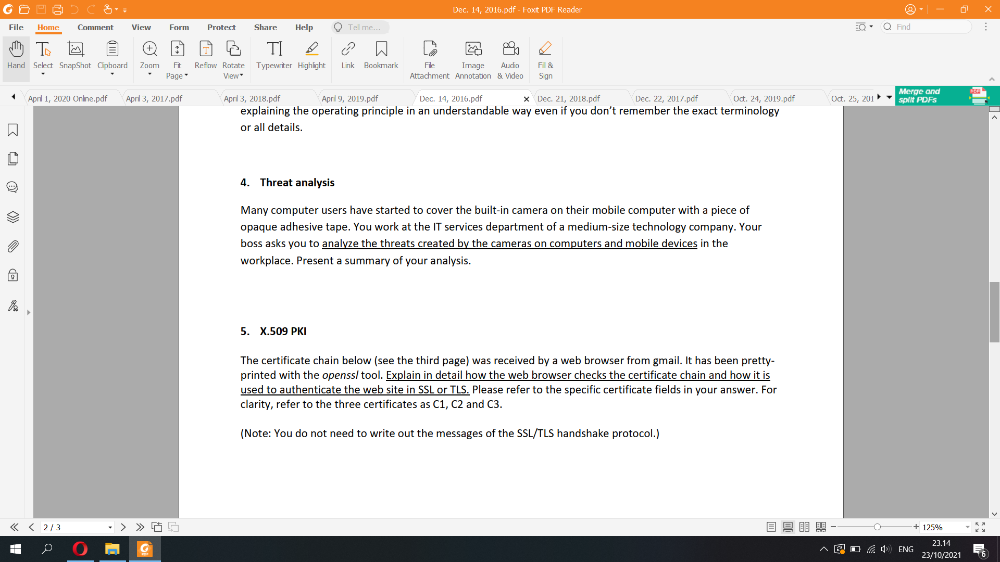 Dec. 14, 2016.pdf - Foxit PDF Reader
File Home Comment View Form Protect Share Help Tell me... Find
Hand Select SnapShot Clipboard Zoom Fit Page Reflow Rotate View Typewriter Highlight Link Bookmark File Attachment Image Annotation Audio & Video Fill & Sign
April 1, 2020 Online.pdf April 3, 2017.pdf April 3, 2018.pdf April 9, 2019.pdf Dec. 14, 2016.pdf Dec. 21, 2018.pdf Dec. 22, 2017.pdf Oct. 24, 2019.pdf Oct. 25, 201
Merge and
split PDFs
PDF
explaining the operating principle in an understandable way even if you don’t remember the exact terminology
or all details.
4. Threat analysis
Many computer users have started to cover the built-in camera on their mobile computer with a piece of
opaque adhesive tape. You work at the IT services department of a medium-size technology company. Your
boss asks you to analyze the threats created by the cameras on computers and mobile devices in the
workplace. Present a summary of your analysis.
5. X.509 PKI
The certificate chain below (see the third page) was received by a web browser from gmail. It has been pretty-
printed with the openssl tool. Explain in detail how the web browser checks the certificate chain and how it is
used to authenticate the web site in SSL or TLS. Please refer to the specific certificate fields in your answer. For
clarity, refer to the three certificates as C1, C2 and C3.
(Note: You do not need to write out the messages of the SSL/TLS handshake protocol.)
2 / 3 125%
PDF
ENG
23.14
23/10/2021
6